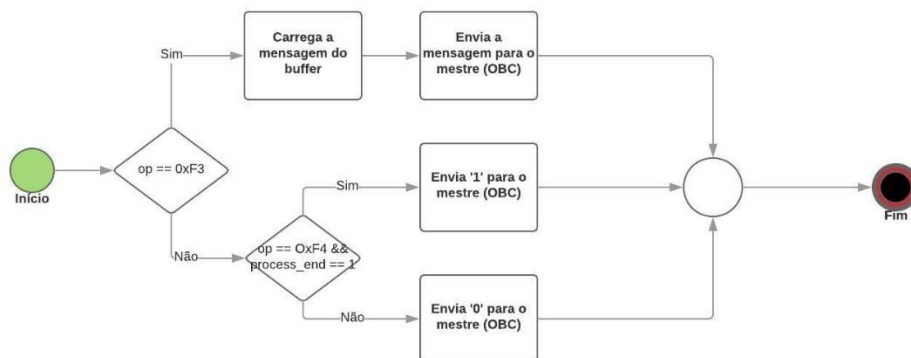 Carrega a
mensagem do
buffer
Envia a
mensagem para o
mestre (OBC)
Sim
op == 0xF3
Início
Não
Sim
Envia '1' para o
mestre (OBC)
op == OxF4 &&
process_end == 1
Não
Envia '0' para o
mestre (OBC)
Fim